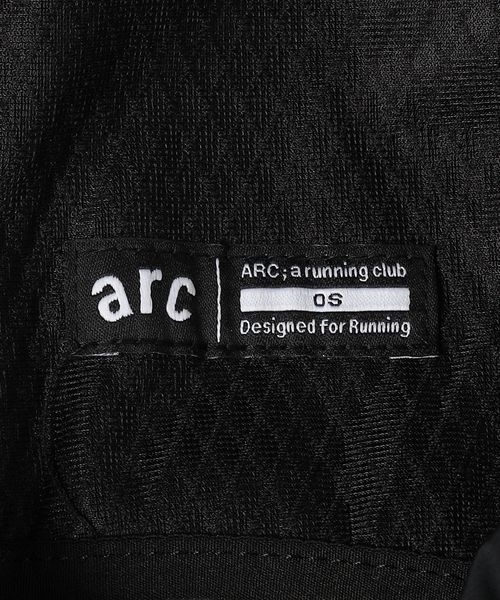 arc
ARC;a running club
OS
Designed for Running